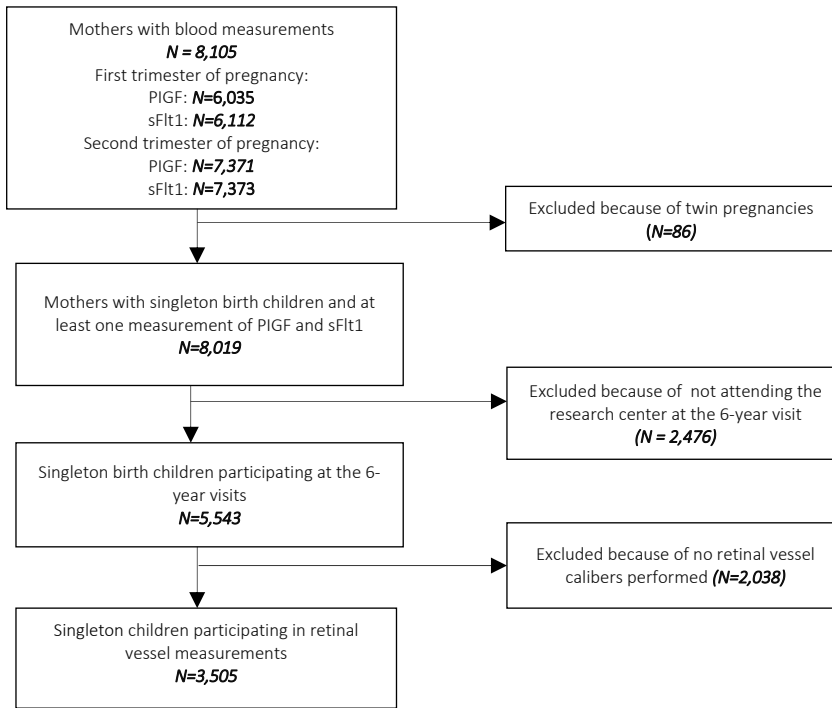 Mothers with blood measurements
N = 8,105
First trimester of pregnancy:
PlGF: N=6,035
sFlt1: N=6,112
Second trimester of pregnancy:
PlGF: N=7,371
sFlt1: N=7,373
Excluded because of twin pregnancies
(N=86)
Mothers with singleton birth children and at
least one measurement of PlGF and sFlt1
N=8,019
Excluded because of  not attending the
research center at the 6-year visit
(N = 2,476)
Singleton birth children participating at the 6-
year visits
N=5,543
Excluded because of no retinal vessel
calibers performed (N=2,038)
Singleton children participating in retinal
vessel measurements
N=3,505